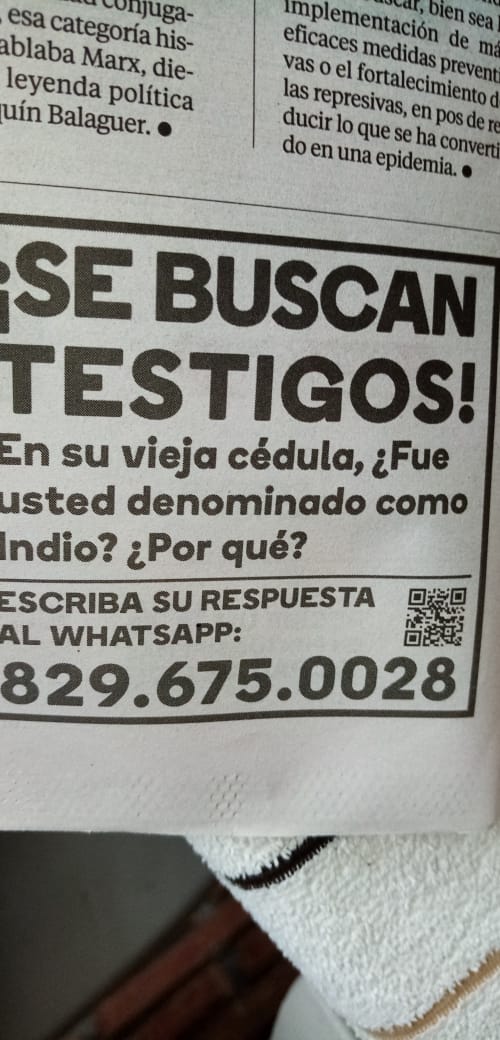 esa categoría his-
ablaba Marx, die-
leyenda política
quín Balaguer. ●
implementación de
eficaces medidas
vas o el fortalecimiento
las represivas, en pos de re
ducir lo que se ha converti
do en una epidemia. ●
¡SE BUSCAN
TESTIGOS!
En su vieja cédula, ¿Fue
usted denominado como
Indio? ¿Por qué?
ESCRIBA SU RESPUESTA
AL WHATSAPP:
829.675.0028